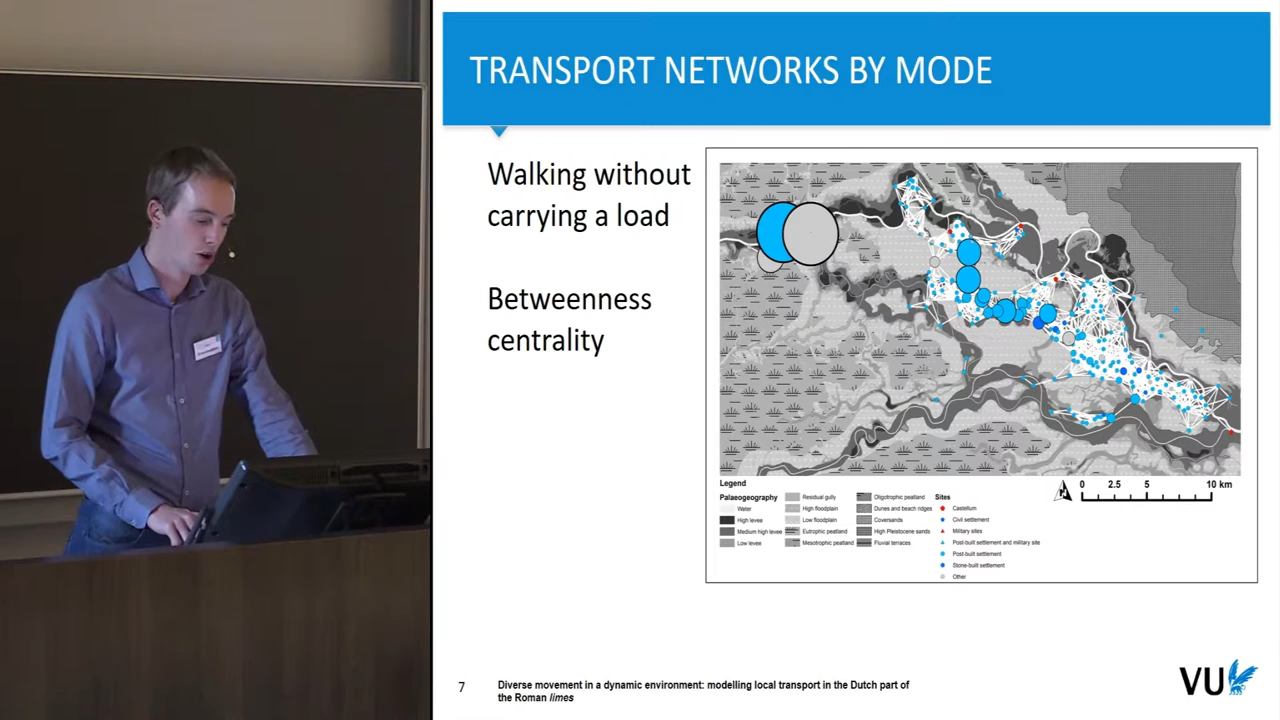 TRANSPORT NETWORKS BY MODE
Walking without
carrying a load
Betweenness
centrality
Legend
Palaeogeography
Water
High levee
Medium high levee
Low levee
Residual gully
High floodplain
Low floodplain
Eutrophic peatland
Mesotrophic peatland
Oligotrophic peatland
Dunes and beach ridges
Coversands
High Pleistocene sands
Fluvial terraces
Sites
Castellum
Civil settlement
Military sites
Post-built settlement and military site
Post-built settlement
Stone-built settlement
Other
0 2.5 5 10 km
7
Diverse movement in a dynamic environment: modelling local transport in the Dutch part of
the Roman limes
VU